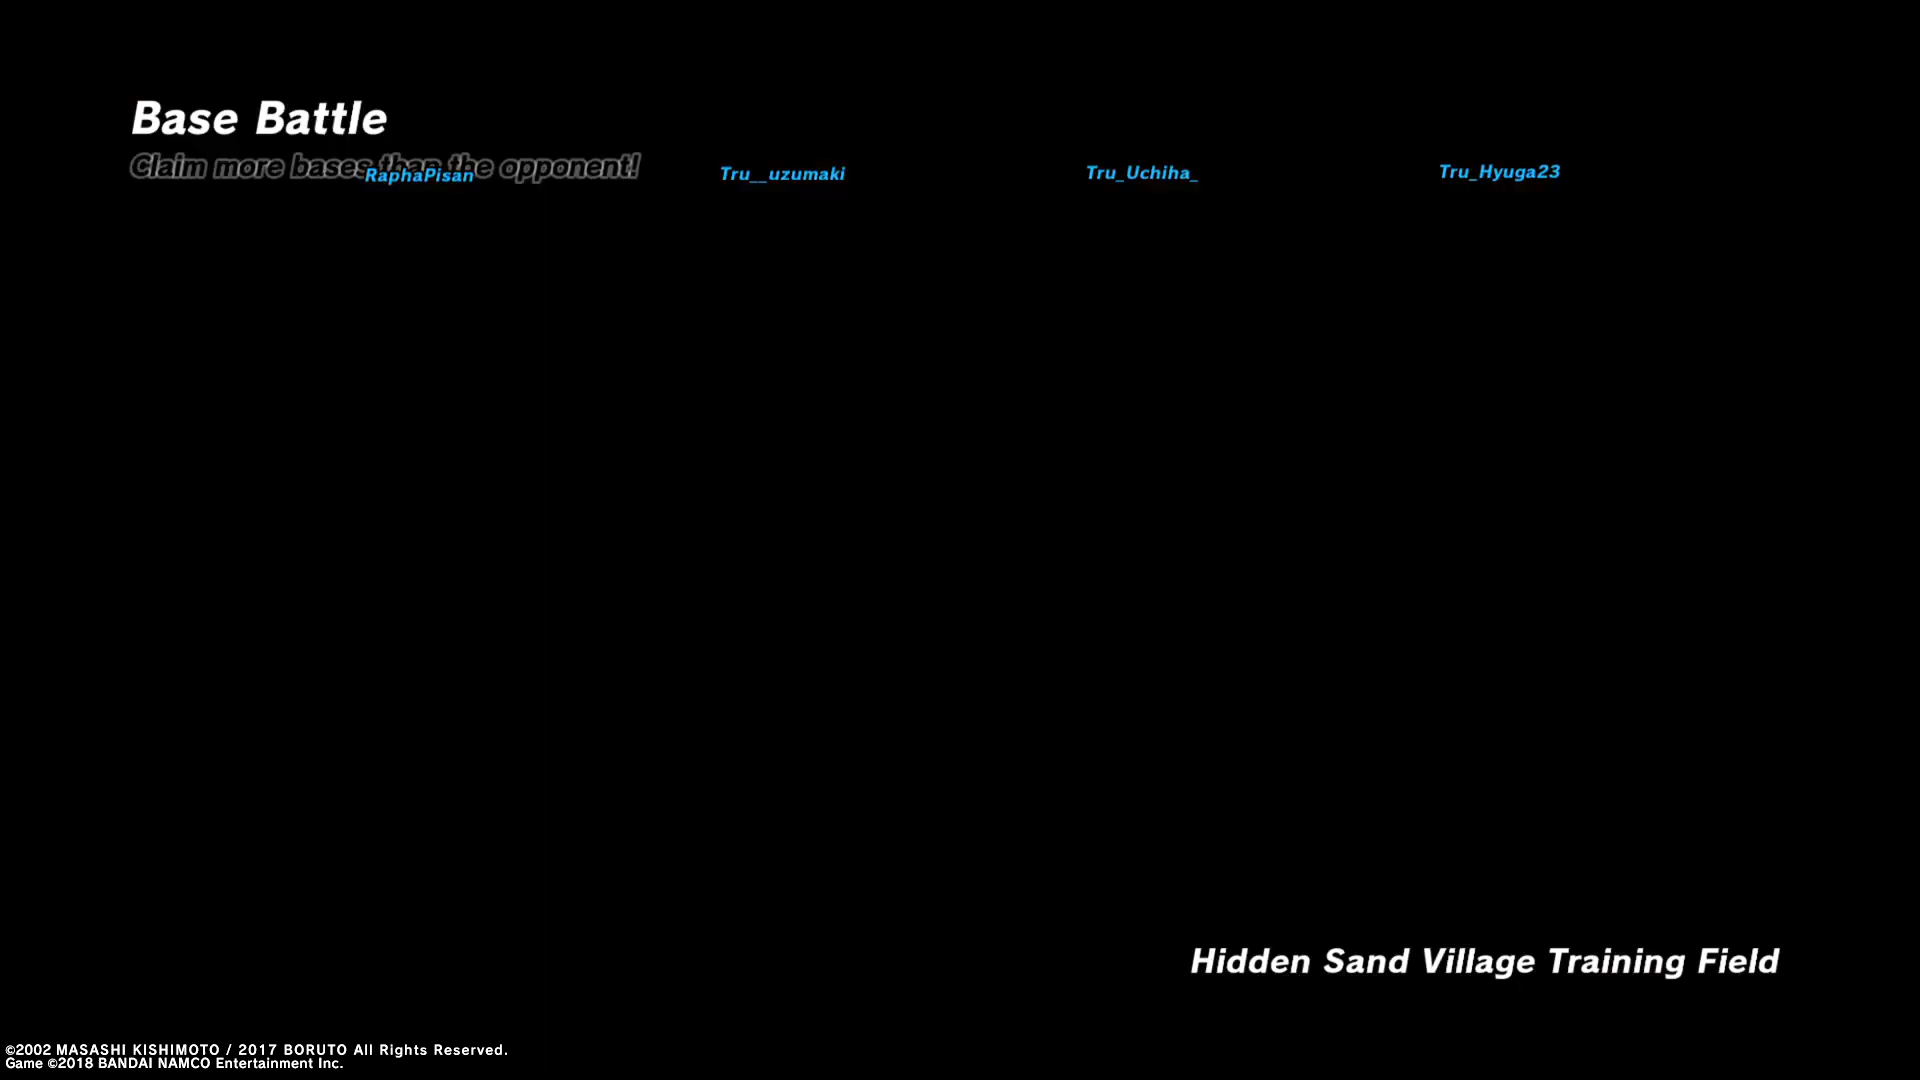 Base Battle
Claim more bases than the opponent!
RaphaPisan
Tru__uzumaki
Tru_Uchiha_
Tru_Hyuga23
Hidden Sand Village Training Field
©2002 MASASHI KISHIMOTO / 2017 BORUTO All Rights Reserved.
Game ©2018 BANDAI NAMCO Entertainment Inc.